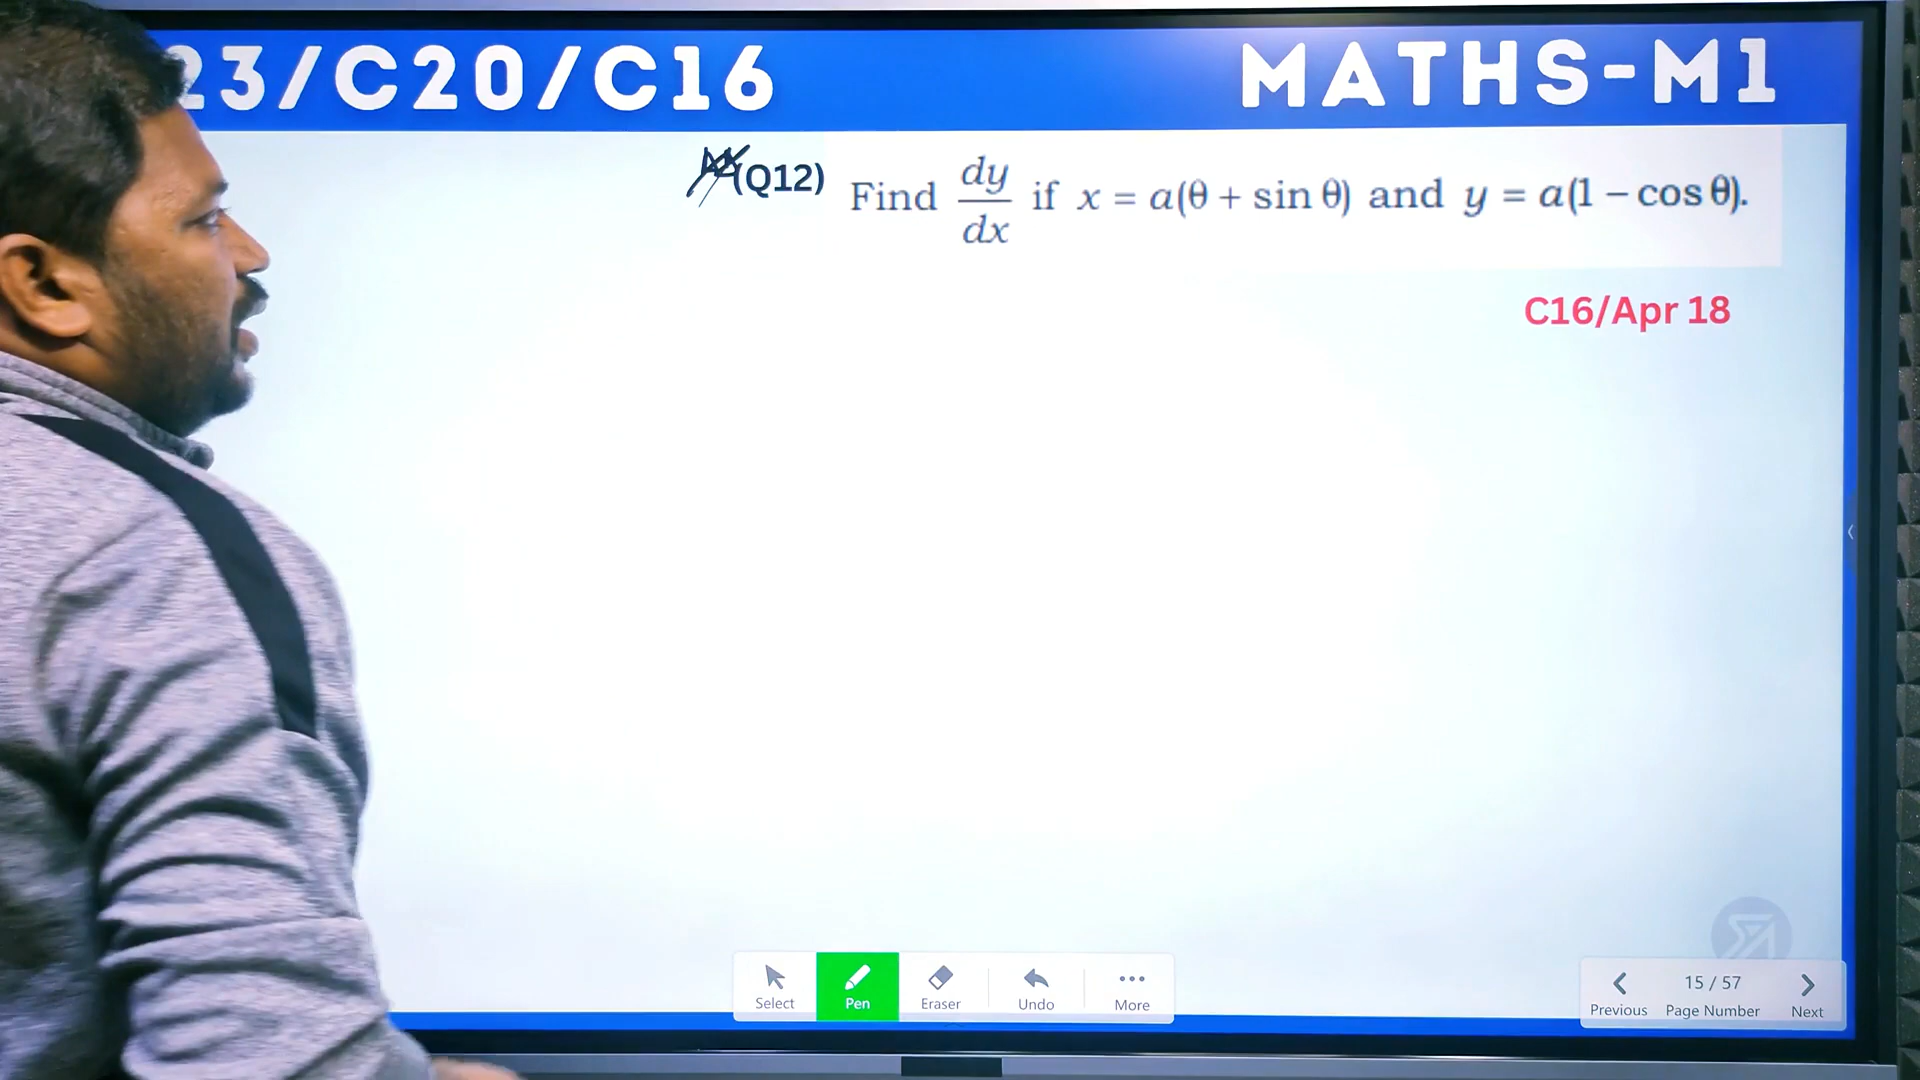 23/C20/C16 MATHS-M1
(Q12) Find dy/dx if x = a(θ + sin θ) and y = a(1 – cos θ).
C16/Apr 18
Select Pen Eraser Undo More
15 / 57
Previous Page Number Next